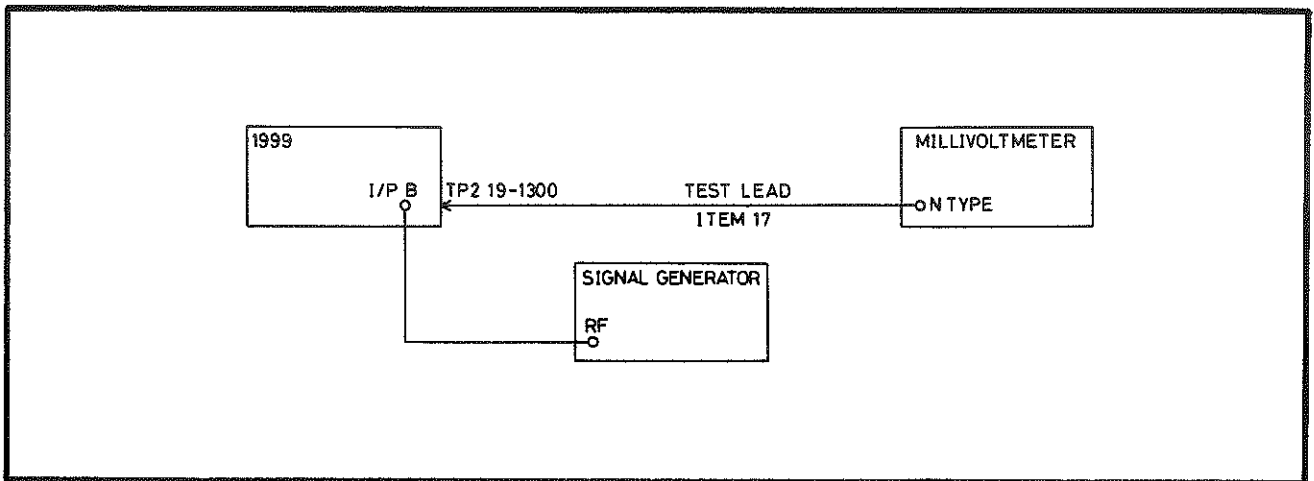 1999
MILLIVOLTMETER
I/P B
TP2 19-1300
TEST LEAD
N TYPE
ITEM 17
SIGNAL GENERATOR
RF